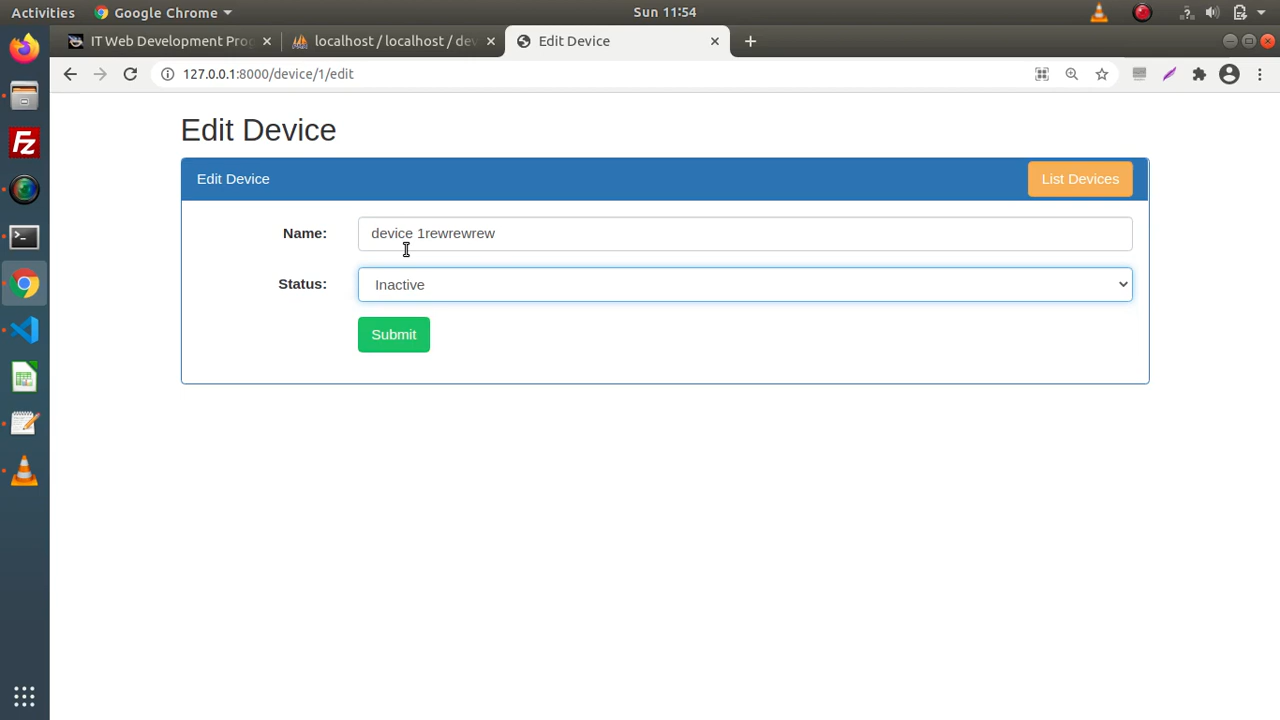 Activities Google Chrome Sun 11:54
IT Web Development Pro localhost / localhost / dev Edit Device
127.0.0.1:8000/device/1/edit
Edit Device
Edit Device List Devices
Name: device 1rewrewrew
Status: Inactive
Submit